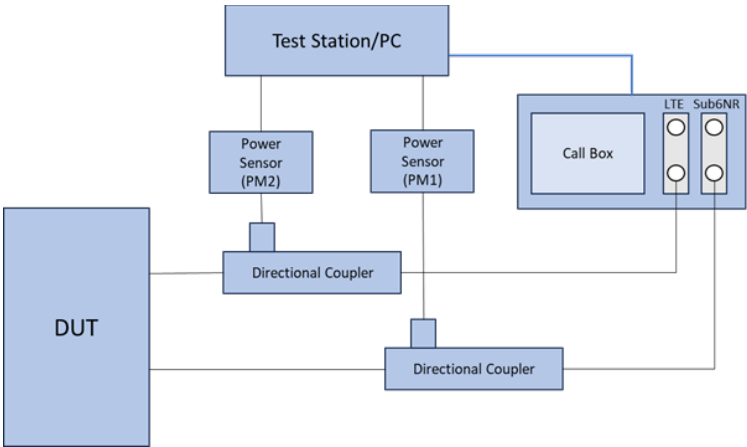 Test Station/PC
LTE Sub6NR
Power
Sensor
(PM2)
Power
Sensor
(PM1)
Call Box
Directional Coupler
DUT
Directional Coupler